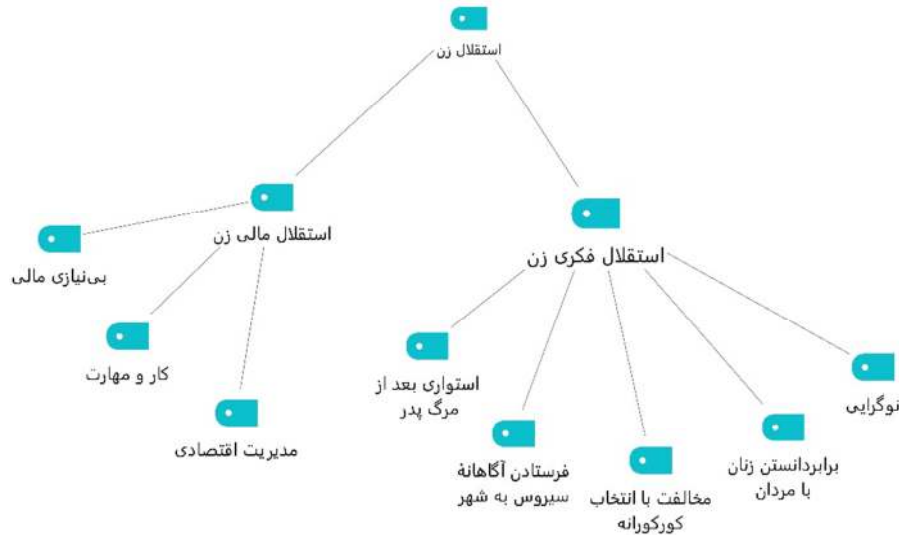 استقلال زن
استقلال مالی زن
استقلال فکری زن
بی‌نیازی مالی
کار و مهارت
مدیریت اقتصادی
استواری بعد از
مرگ پدر
فرستادن آگاهانۀ
سیروس به شهر
مخالفت با انتخاب
کورکورانه
برابردانستن زنان
با مردان
نوگرایی